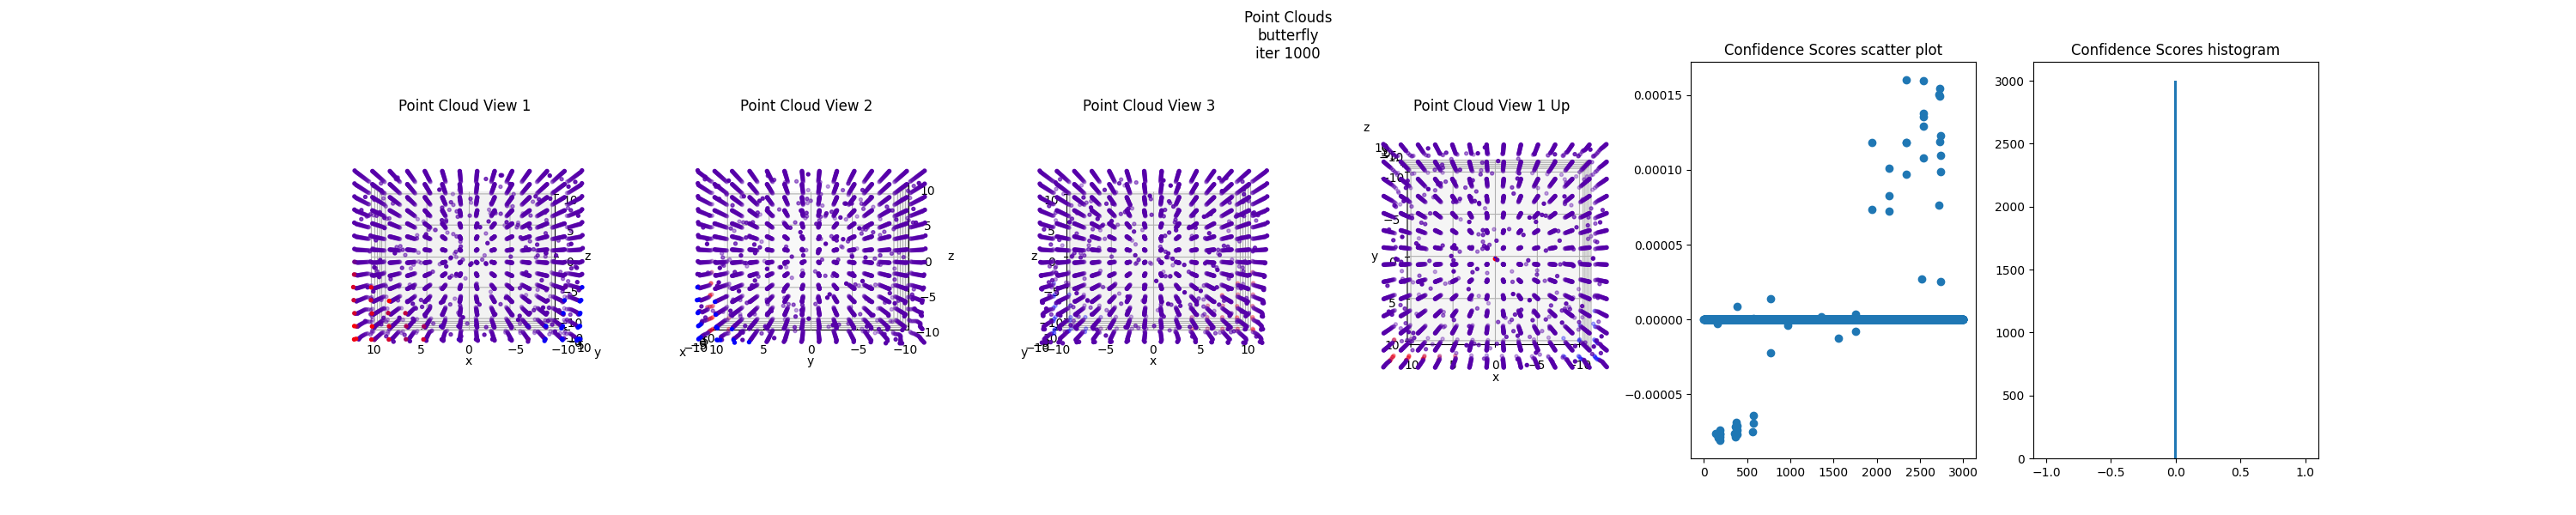 Point Clouds
butterfly
iter 1000
Point Cloud View 1
Point Cloud View 2
Point Cloud View 3
Point Cloud View 1 Up
Confidence Scores scatter plot
Confidence Scores histogram
10
5
0
−5
−10
x
y
z
10
5
0
−5
−10
10
5
0
−5
−10
y
x
z
10
5
0
−5
−10
−10
−5
0
5
10
x
y
z
10
5
0
−5
−10
z
−10
−5
0
5
10
y
10
0
−5
−10
x
0.00015
0.00010
0.00005
0.00000
−0.00005
0 500 1000 1500 2000 2500 3000
3000
2500
2000
1500
1000
500
0
−1.0 −0.5 0.0 0.5 1.0